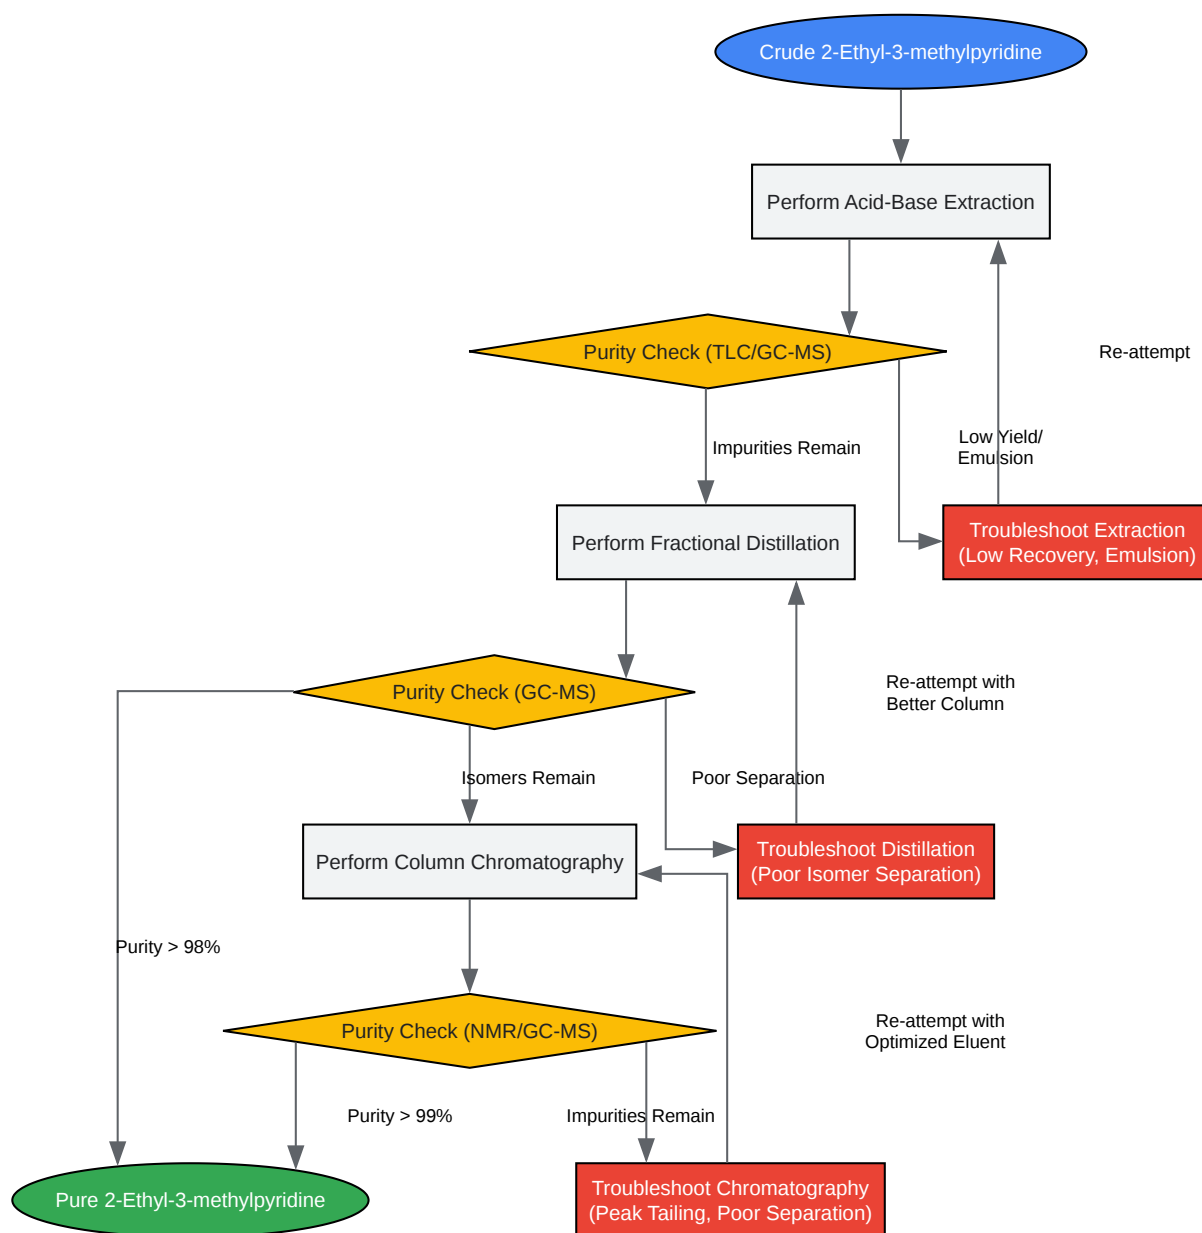 Crude 2-Ethyl-3-methylpyridine
Perform Acid-Base Extraction
Purity Check (TLC/GC-MS)
Re-attempt
Impurities Remain
Low Yield/
Emulsion
Perform Fractional Distillation
Troubleshoot Extraction
(Low Recovery, Emulsion)
Purity Check (GC-MS)
Re-attempt with
Better Column
Isomers Remain
Poor Separation
Perform Column Chromatography
Troubleshoot Distillation
(Poor Isomer Separation)
Purity > 98%
Purity Check (NMR/GC-MS)
Re-attempt with
Optimized Eluent
Purity > 99%
Impurities Remain
Pure 2-Ethyl-3-methylpyridine
Troubleshoot Chromatography
(Peak Tailing, Poor Separation)